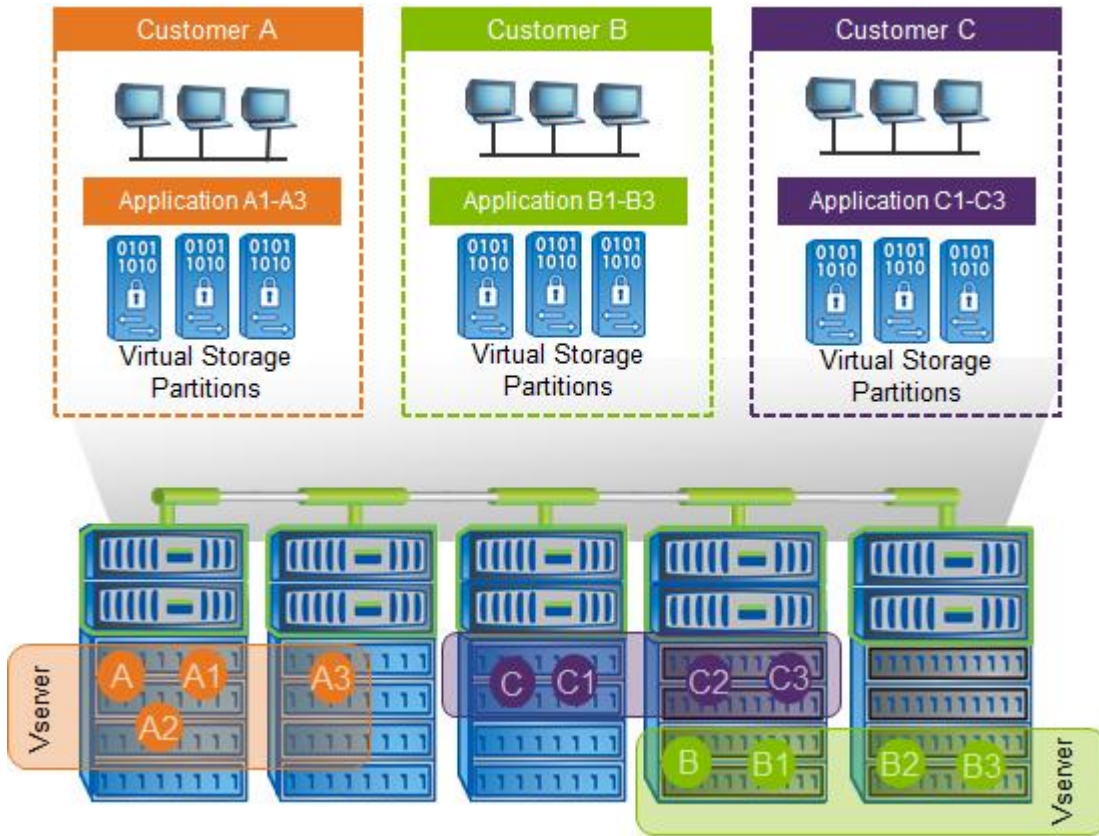 Customer A
Customer B
Customer C
Application A1-A3
Application B1-B3
Application C1-C3
0101
1010
0101
1010
0101
1010
0101
1010
0101
1010
0101
1010
0101
1010
0101
1010
0101
1010
Virtual Storage
Partitions
Virtual Storage
Partitions
Virtual Storage
Partitions
Vserver
A
A1
A2
A3
C
C1
C2
C3
B
B1
B2
B3
Vserver